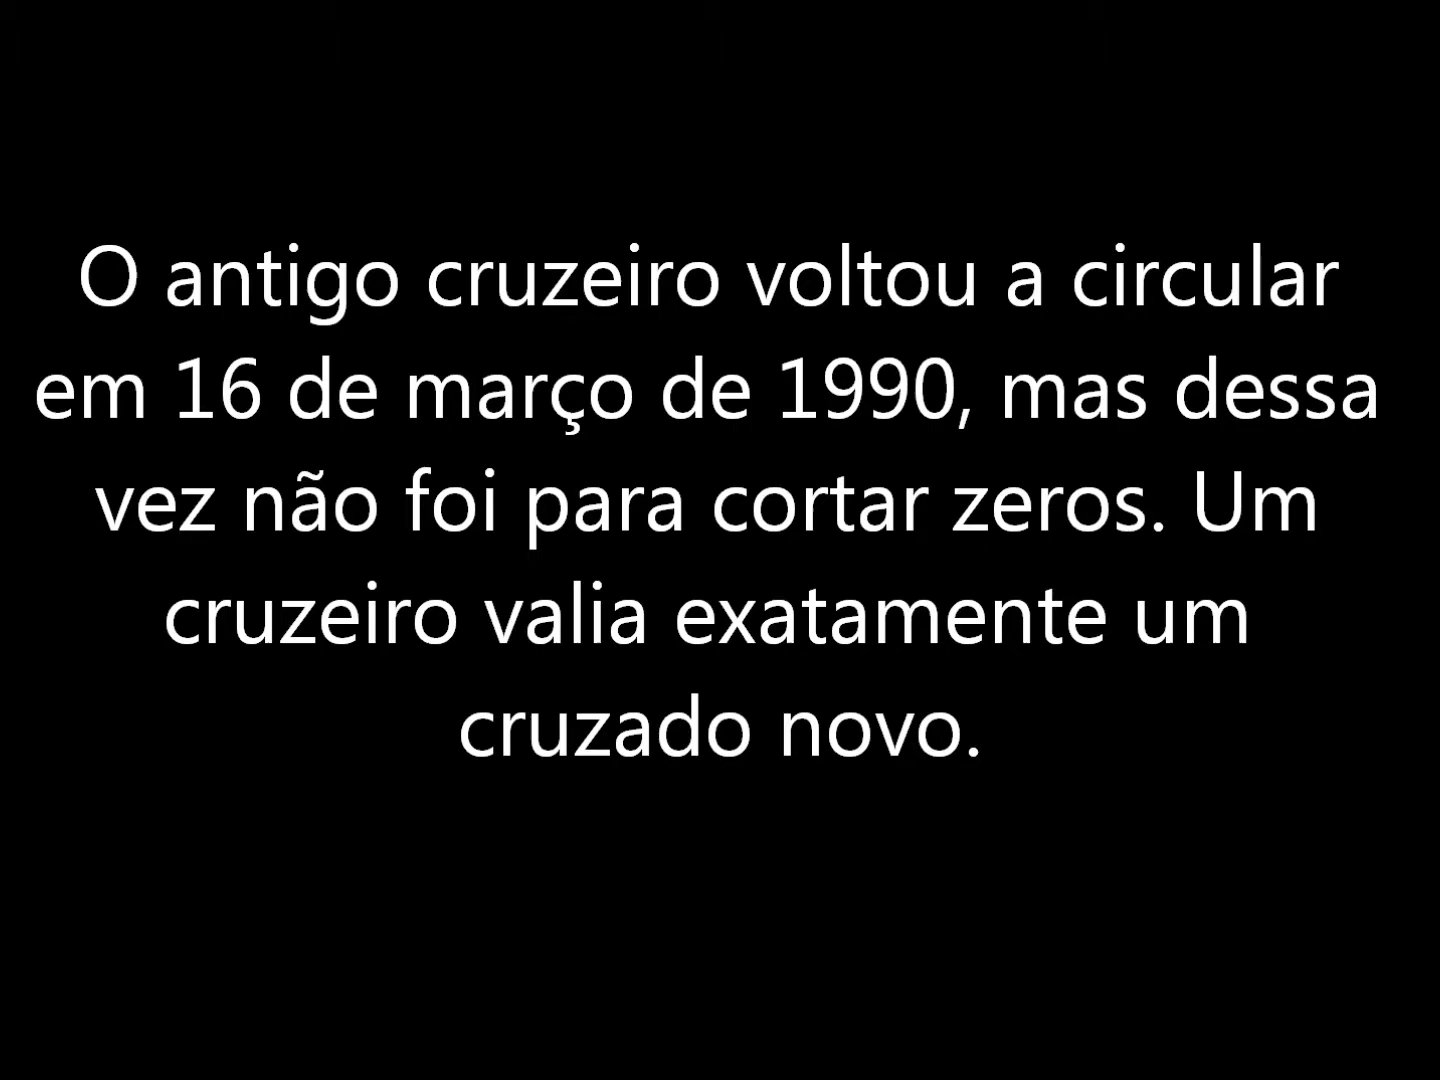 O antigo cruzeiro voltou a circular
em 16 de março de 1990, mas dessa
vez não foi para cortar zeros. Um
cruzeiro valia exatamente um
cruzado novo.